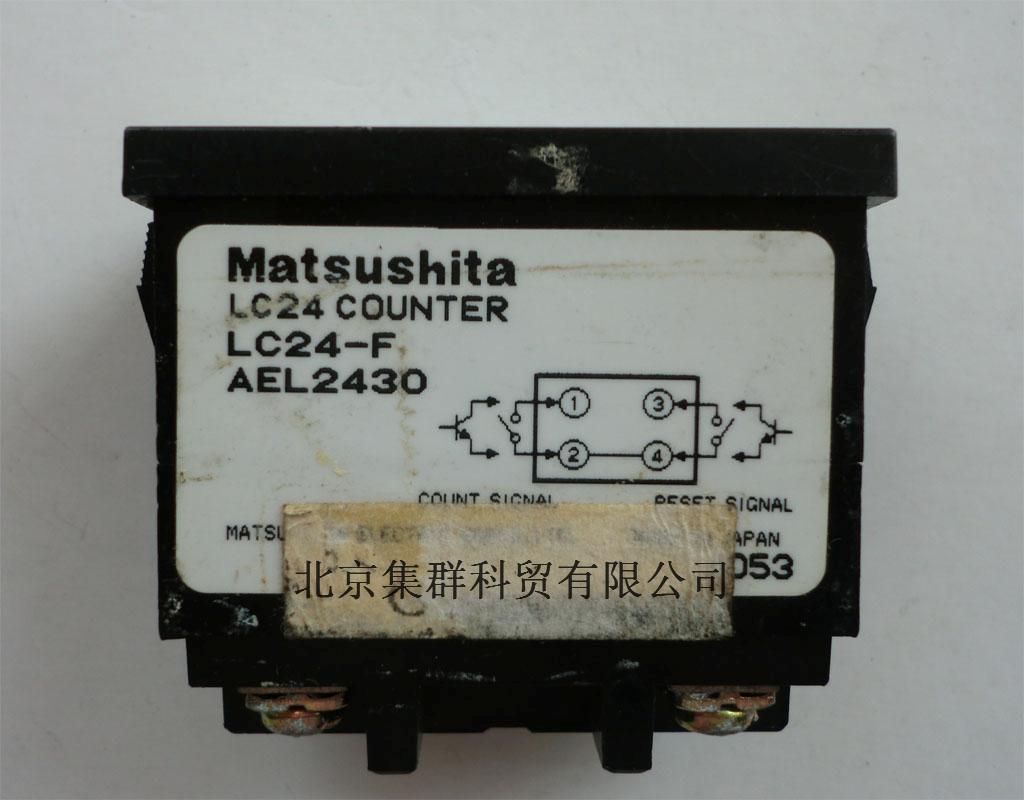 Matsushita
LC24 COUNTER
LC24-F
AEL2430
1 3
2 4
COUNT SIGNAL RESET SIGNAL
053
北京集群科贸有限公司